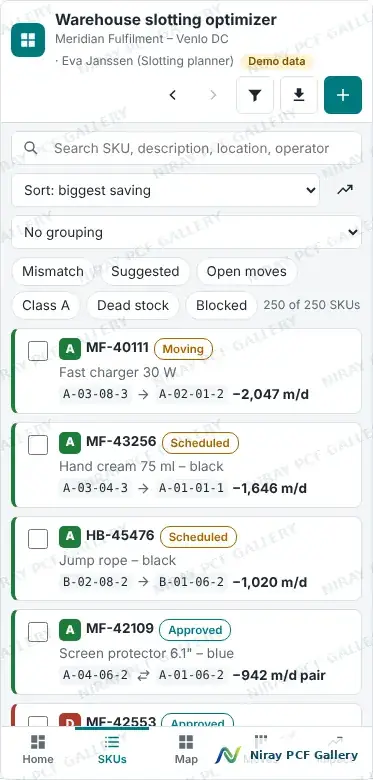 Warehouse slotting optimizer
Meridian Fulfilment – Venlo DC
· Eva Janssen (Slotting planner) Demo data
Search SKU, description, location, operator
Sort: biggest saving
No grouping
Mismatch Suggested Open moves
Class A Dead stock Blocked 250 of 250 SKUs
A MF-40111 Moving
Fast charger 30 W
A-03-08-3 → A-02-01-2 −2,047 m/d
A MF-43256 Scheduled
Hand cream 75 ml – black
A-03-04-3 → A-01-01-1 −1,646 m/d
A HB-45476 Scheduled
Jump rope – black
B-02-08-2 → B-01-06-2 −1,020 m/d
A MF-42109 Approved
Screen protector 6.1" – blue
A-04-06-2 ⇄ A-01-06-2 −942 m/d pair
D MF-42553 Approved
Home SKUs Map
Niray PCF Gallery